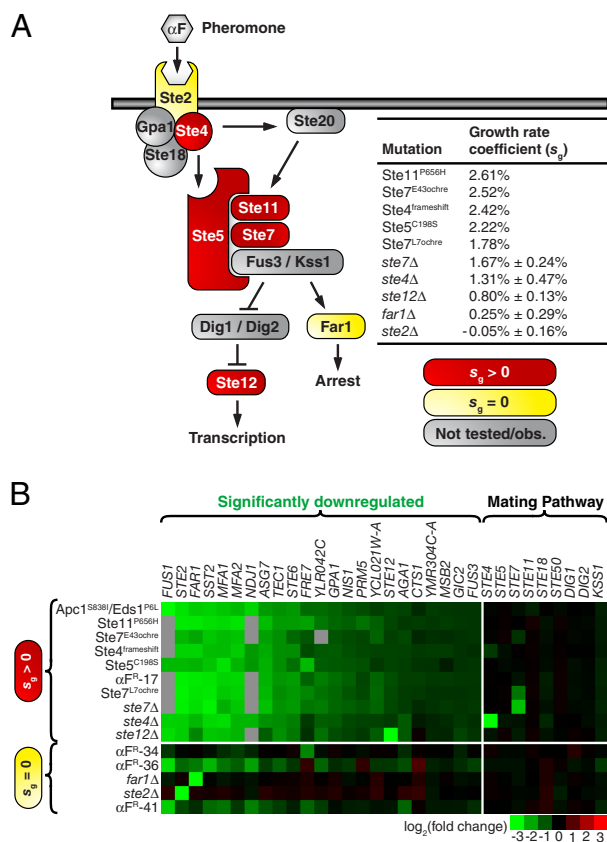 A
αF Pheromone
Ste2
Gpa1 Ste4 Ste20
Ste18
Ste11
Ste5 Ste7
Fus3 / Kss1
Dig1 / Dig2 Far1
Ste12 Arrest
Transcription
Mutation Growth rate coefficient (sg)
Ste11P656H 2.61%
Ste7E43ochre 2.52%
Ste4frameshift 2.42%
Ste5C198S 2.22%
Ste7L7ochre 1.78%
ste7Δ 1.67% ± 0.24%
ste4Δ 1.31% ± 0.47%
ste12Δ 0.80% ± 0.13%
far1Δ 0.25% ± 0.29%
ste2Δ -0.05% ± 0.16%
sg > 0
sg = 0
Not tested/obs.
B
Significantly downregulated Mating Pathway
FUS1
STE2
FAR1
SST2
MFA1
MFA2
NDJ1
ASG7
TEC1
STE6
FRE7
YLR042C
GPA1
NIS1
PRM5
YCL021W-A
STE12
AGA1
CTS1
YMR304C-A
MSB2
GIC2
FUS3
STE4
STE5
STE7
STE11
STE18
STE50
DIG1
DIG2
KSS1
sg > 0
Apc1S838I/Eds1P6L
Ste11P656H
Ste7E43ochre
Ste4frameshift
Ste5C198S
αFR-17
Ste7L7ochre
ste7Δ
ste4Δ
ste12Δ
sg = 0
αFR-34
αFR-36
far1Δ
ste2Δ
αFR-41
log2(fold change)
-3 -2 -1 0 1 2 3